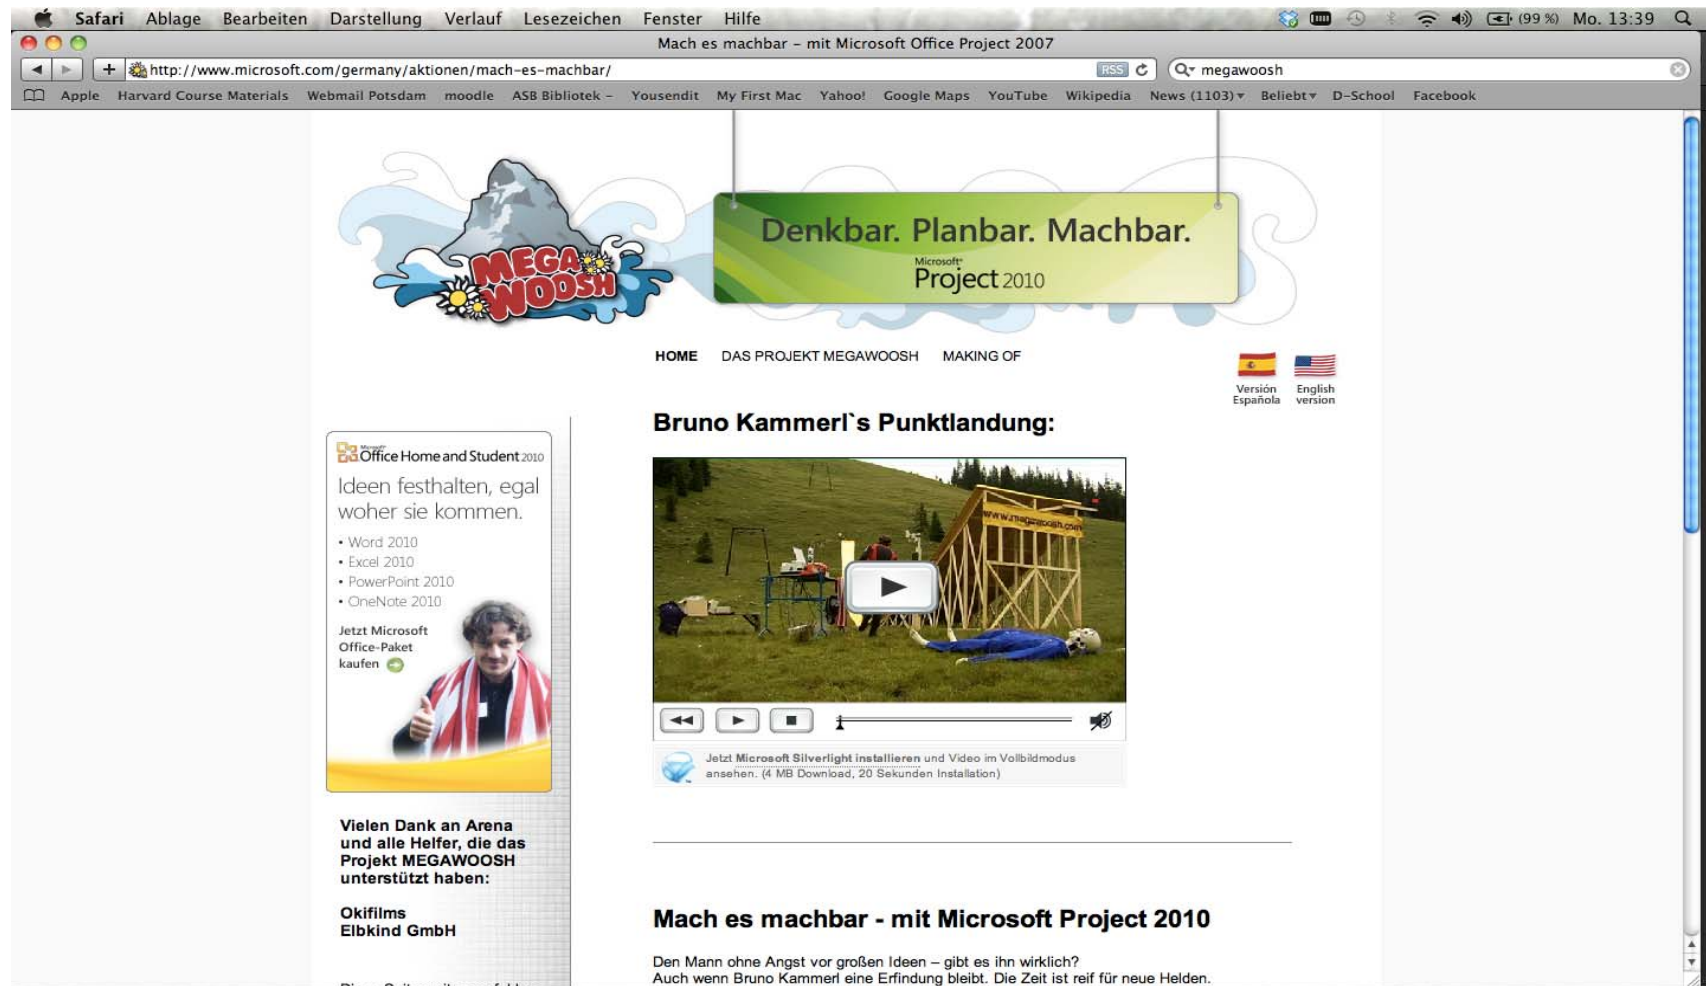 Safari Ablage Bearbeiten Darstellung Verlauf Lesezeichen Fenster Hilfe (99 %) Mo. 13:39
Mach es machbar – mit Microsoft Office Project 2007
http://www.microsoft.com/germany/aktionen/mach-es-machbar/ RSS megawoosh
Apple Harvard Course Materials Webmail Potsdam moodle ASB Bibliotek – Yousendit My First Mac Yahoo! Google Maps YouTube Wikipedia News (1103) Beliebt D-School Facebook
MEGA
WOOSH
Denkbar. Planbar. Machbar.
Microsoft
Project 2010
HOME DAS PROJEKT MEGAWOOSH MAKING OF
Versión
Española
English
version
Bruno Kammerl`s Punktlandung:
www.megawoosh.com
Jetzt Microsoft Silverlight installieren und Video im Vollbildmodus
ansehen. (4 MB Download, 20 Sekunden Installation)
Microsoft
Office Home and Student 2010
Ideen festhalten, egal
woher sie kommen.
• Word 2010
• Excel 2010
• PowerPoint 2010
• OneNote 2010
Jetzt Microsoft
Office-Paket
kaufen
Vielen Dank an Arena
und alle Helfer, die das
Projekt MEGAWOOSH
unterstützt haben:
Okifilms
Elbkind GmbH
Mach es machbar - mit Microsoft Project 2010
Den Mann ohne Angst vor großen Ideen – gibt es ihn wirklich?
Auch wenn Bruno Kammerl eine Erfindung bleibt. Die Zeit ist reif für neue Helden.